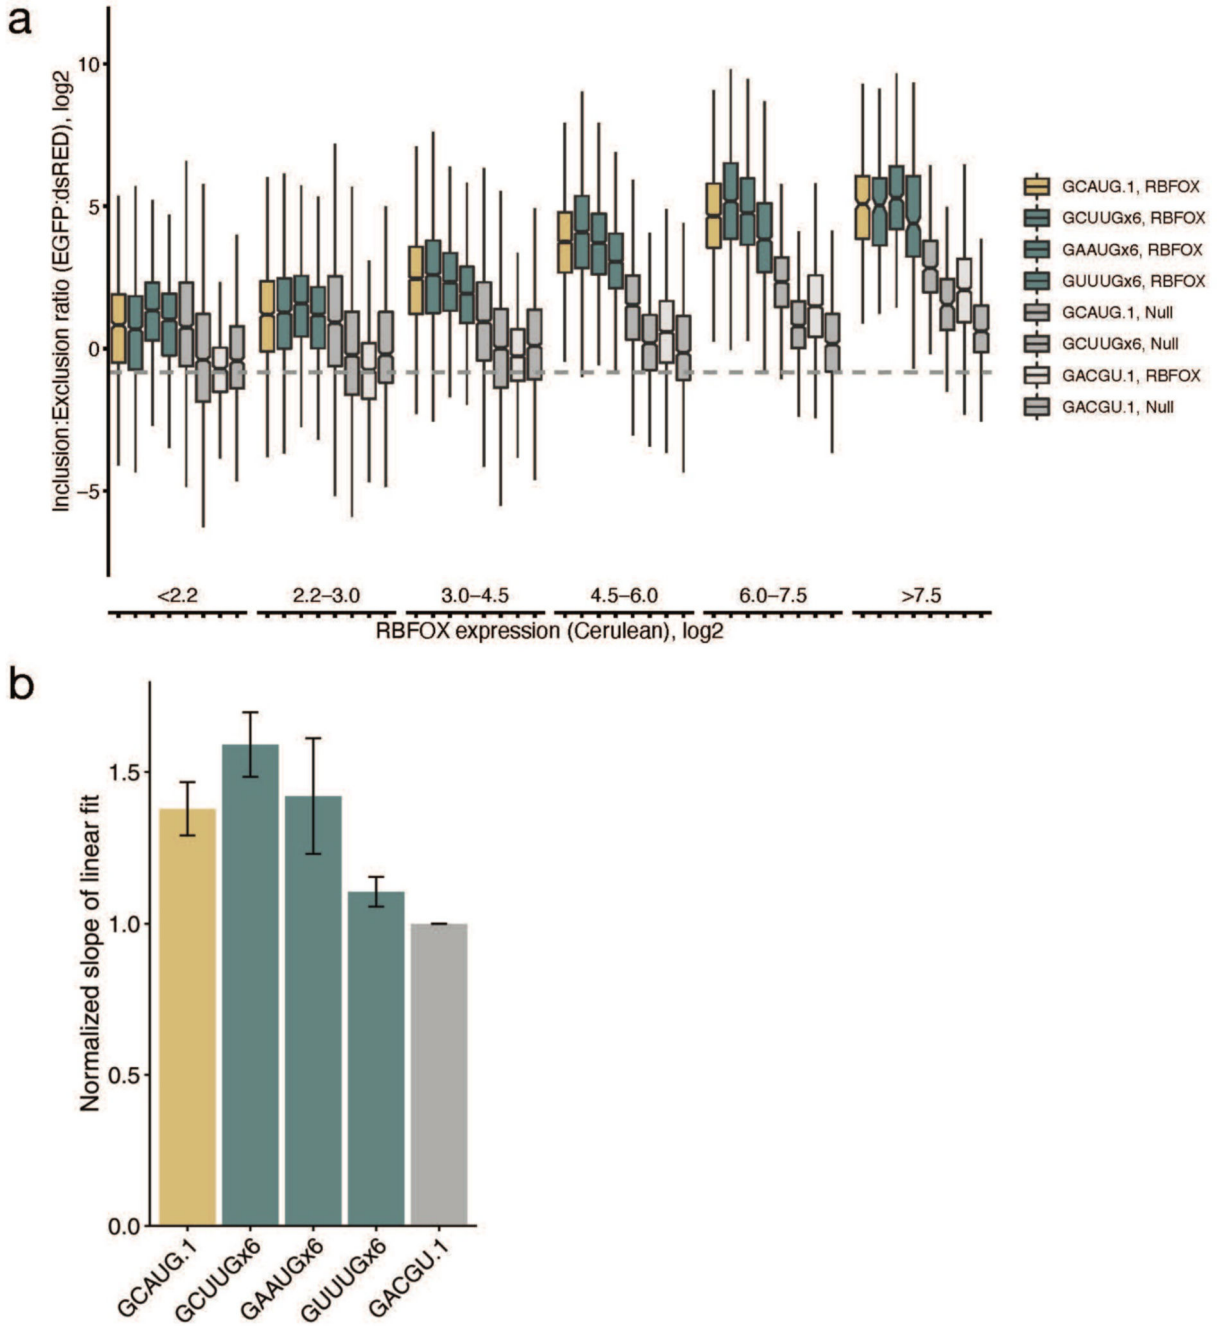 a
Inclusion:Exclusion ratio (EGFP:dsRED), log2
10
5
0
−5
<2.2
2.2–3.0
3.0–4.5
4.5–6.0
6.0–7.5
>7.5
RBFOX expression (Cerulean), log2
GCAUG.1, RBFOX
GCUUGx6, RBFOX
GAAUGx6, RBFOX
GUUUGx6, RBFOX
GCAUG.1, Null
GCUUGx6, Null
GACGU.1, RBFOX
GACGU.1, Null
b
Normalized slope of linear fit
1.5
1.0
0.5
0.0
GCAUG.1
GCUUGx6
GAAUGx6
GUUUGx6
GACGU.1